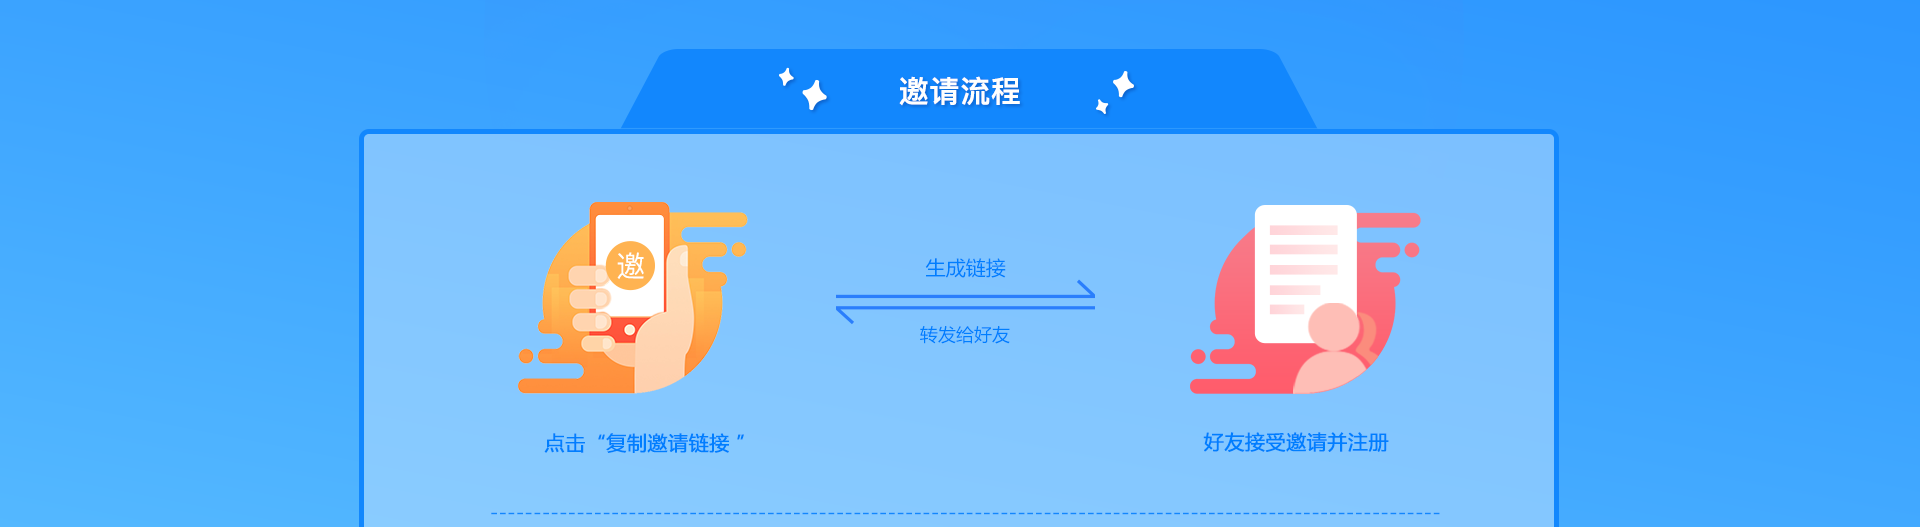 邀请流程
邀
生成链接
转发给好友
点击“复制邀请链接 “
好友接受邀请并注册